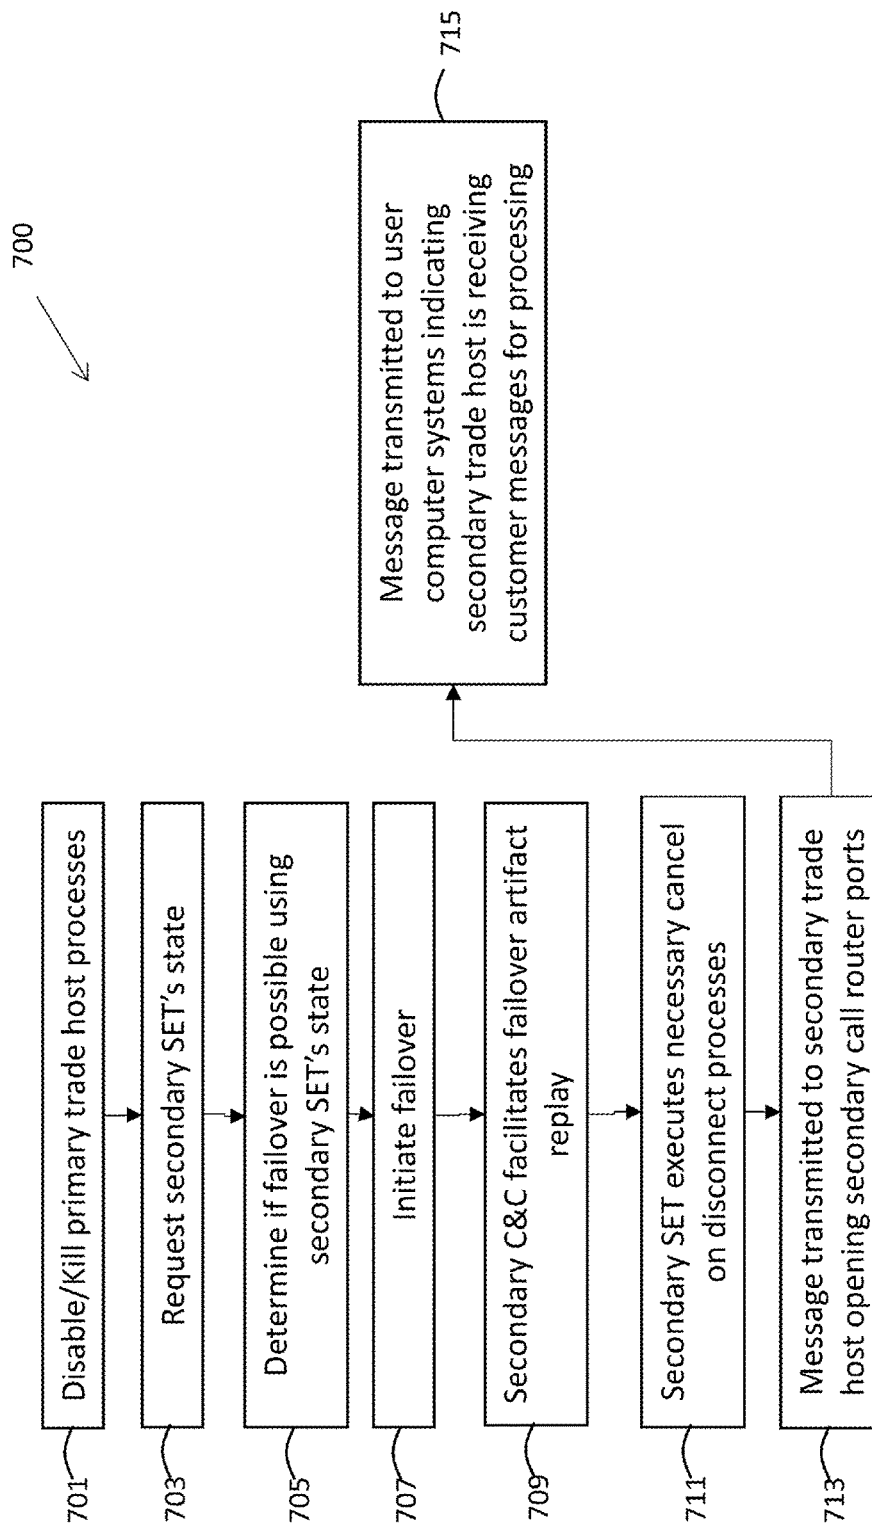 700
701
Disable/Kill primary trade host processes
703
Request secondary SET's state
705
Determine if failover is possible using
secondary SET's state
707
Initiate failover
709
Secondary C&C facilitates failover artifact
replay
711
Secondary SET executes necessary cancel
on disconnect processes
713
Message transmitted to secondary trade
host opening secondary call router ports
715
Message transmitted to user
computer systems indicating
secondary trade host is receiving
customer messages for processing